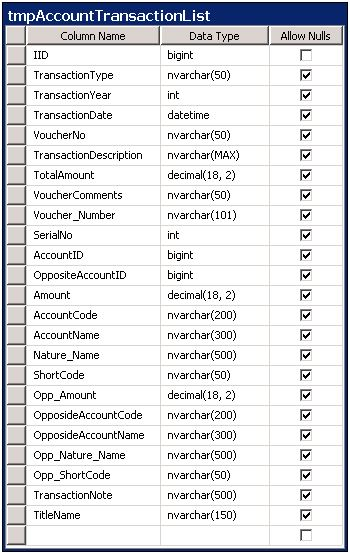 tmpAccountTransactionList
Column Name Data Type Allow Nulls
IID bigint
TransactionType nvarchar(50)
TransactionYear int
TransactionDate datetime
VoucherNo nvarchar(50)
TransactionDescription nvarchar(MAX)
TotalAmount decimal(18, 2)
VoucherComments nvarchar(50)
Voucher_Number nvarchar(101)
SerialNo int
AccountID bigint
OppositeAccountID bigint
Amount decimal(18, 2)
AccountCode nvarchar(200)
AccountName nvarchar(300)
Nature_Name nvarchar(500)
ShortCode nvarchar(50)
Opp_Amount decimal(18, 2)
OpposideAccountCode nvarchar(200)
OpposideAccountName nvarchar(300)
Opp_Nature_Name nvarchar(500)
Opp_ShortCode nvarchar(50)
TransactionNote nvarchar(500)
TitleName nvarchar(150)